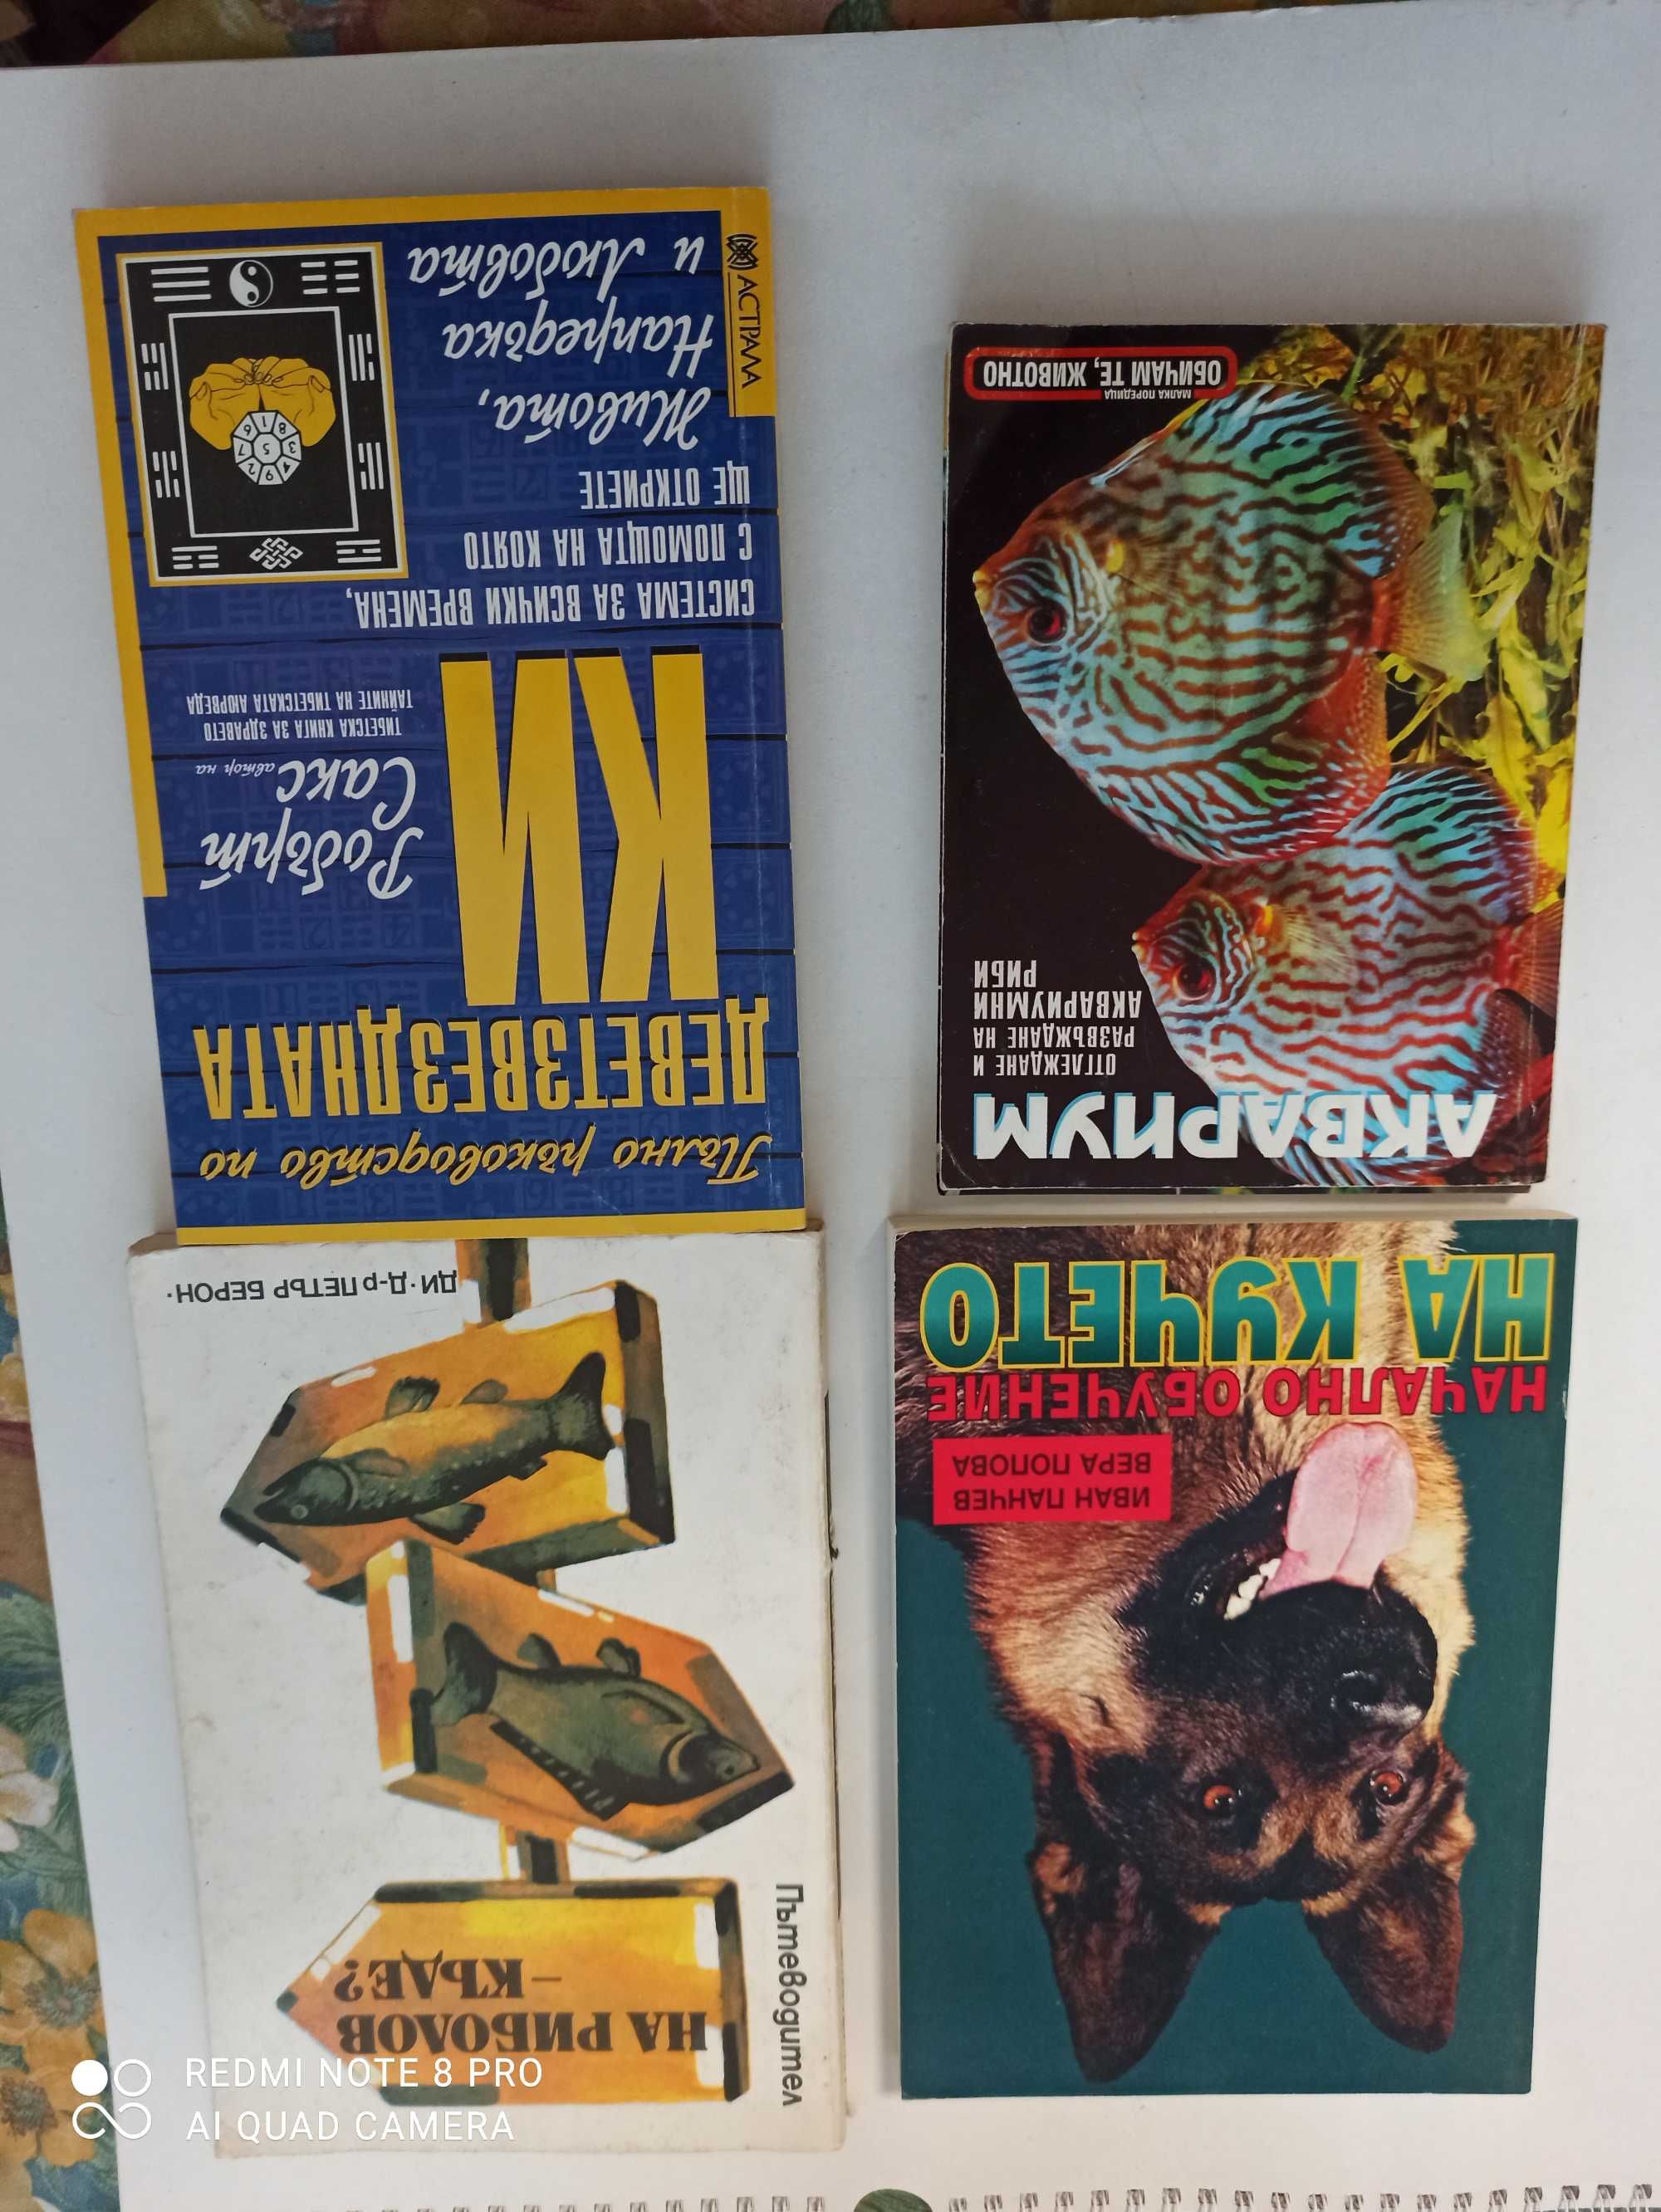 Пълно ръководство по
ДЕВЕТЗВЕЗДНАТА
КИ
Робърт
Сакс автор на
ТИБЕТСКА КНИГА ЗА ЗДРАВЕТО
ТАЙНИТЕ НА ТИБЕТСКАТА АЮРВЕДА
СИСТЕМА ЗА ВСИЧКИ ВРЕМЕНА,
С ПОМОЩТА НА КОЯТО
ЩЕ ОТКРИЕТЕ
Живота,
Напредъка
и Любовта
АСТРАЛА
АКВАРИУМ
ОТГЛЕЖДАНЕ И
РАЗВЪЖДАНЕ НА
АКВАРИУМНИ
РИБИ
МАЛКА ПОРЕДИЦА
ОБИЧАМ ТЕ, ЖИВОТНО
Пътеводител
НА РИБОЛОВ
– КЪДЕ?
ДИ·Д-р ПЕТЪР БЕРОН·
ИВАН ПАНЧЕВ
ВЕРА ПОПОВА
НАЧАЛНО ОБУЧЕНИЕ
НА КУЧЕТО
REDMI NOTE 8 PRO
AI QUAD CAMERA